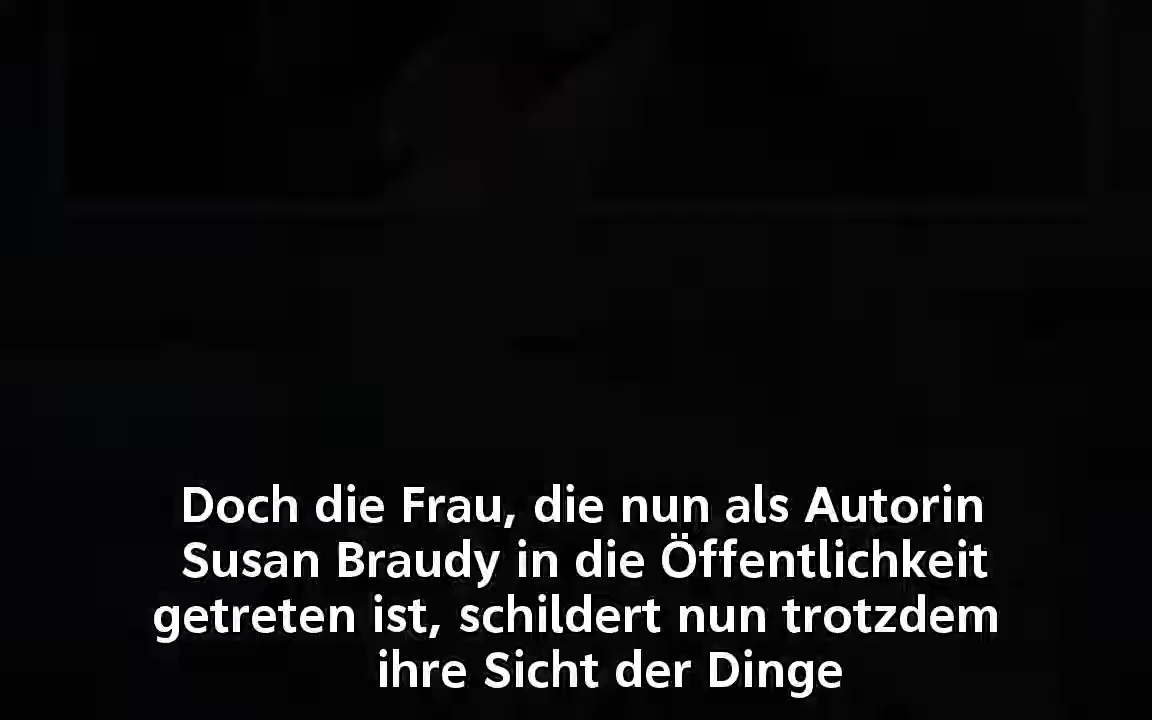 Doch die Frau, die nun als Autorin
Susan Braudy in die Öffentlichkeit
getreten ist, schildert nun trotzdem
ihre Sicht der Dinge